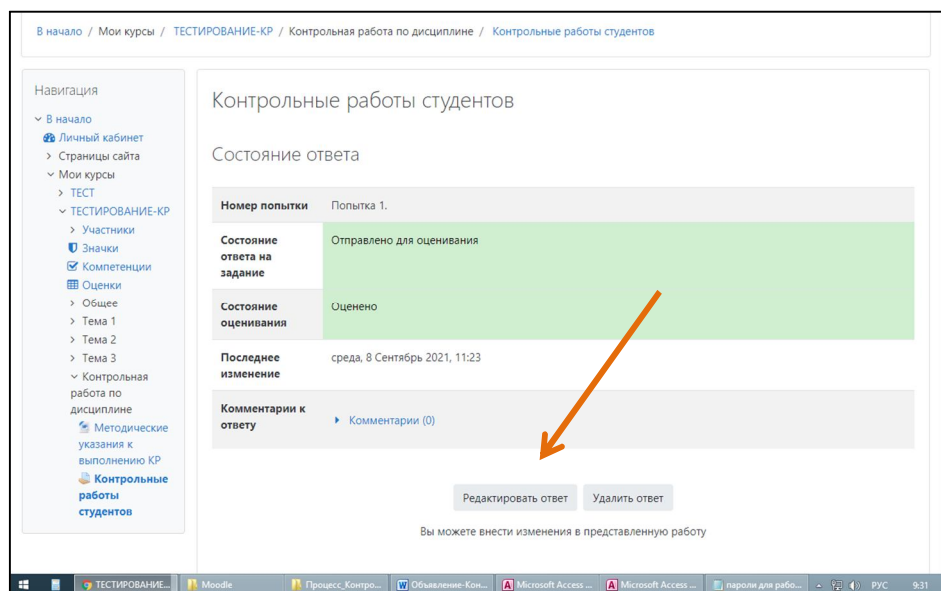 В начало / Мои курсы / ТЕСТИРОВАНИЕ-КР / Контрольная работа по дисциплине / Контрольные работы студентов
Навигация
В начало
Личный кабинет
Страницы сайта
Мои курсы
ТЕСТ
ТЕСТИРОВАНИЕ-КР
Участники
Значки
Компетенции
Оценки
Общее
Тема 1
Тема 2
Тема 3
Контрольная
работа по
дисциплине
Методические
указания к
выполнению КР
Контрольные
работы
студентов
Контрольные работы студентов
Состояние ответа
Номер попытки Попытка 1.
Состояние
ответа на
задание
Отправлено для оценивания
Состояние
оценивания
Оценено
Последнее
изменение
среда, 8 Сентябрь 2021, 11:23
Комментарии к
ответу
Комментарии (0)
Редактировать ответ Удалить ответ
Вы можете внести изменения в представленную работу
ТЕСТИРОВАНИЕ... Moodle Процесс_Контро... Объявление-Кон... Microsoft Access ... Microsoft Access ... пароли для рабо... РУС 9:31